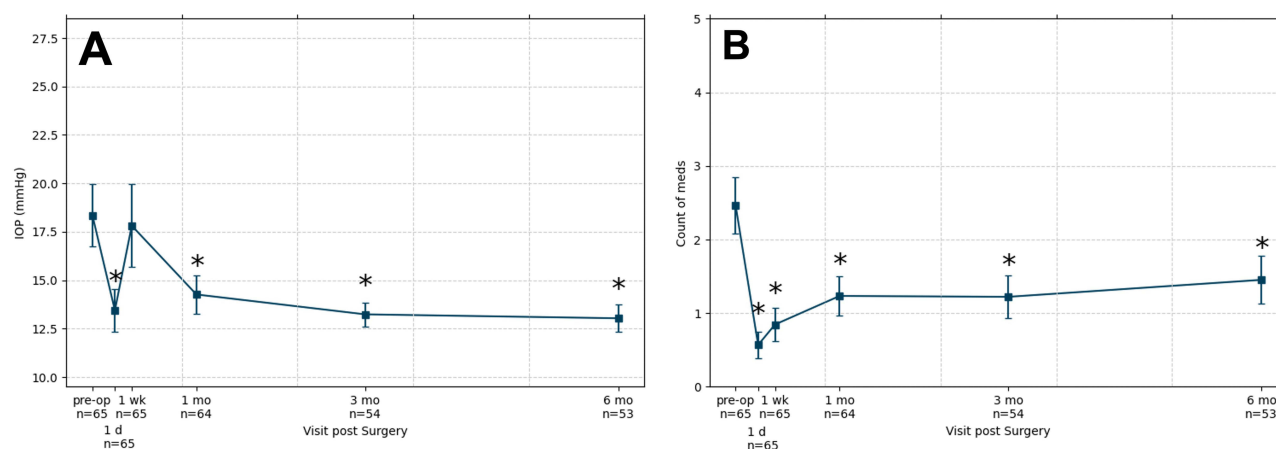 A
27.5
25.0
22.5
20.0
17.5
15.0
12.5
10.0
IOP (mmHg)
* * * *
pre-op 1 wk 1 mo 3 mo 6 mo
n=65 n=65 n=64 n=54 n=53
1 d
n=65
Visit post Surgery
B
5
4
3
2
1
0
Count of meds
* * * * *
pre-op 1 wk 1 mo 3 mo 6 mo
n=65 n=65 n=64 n=54 n=53
1 d
n=65
Visit post Surgery